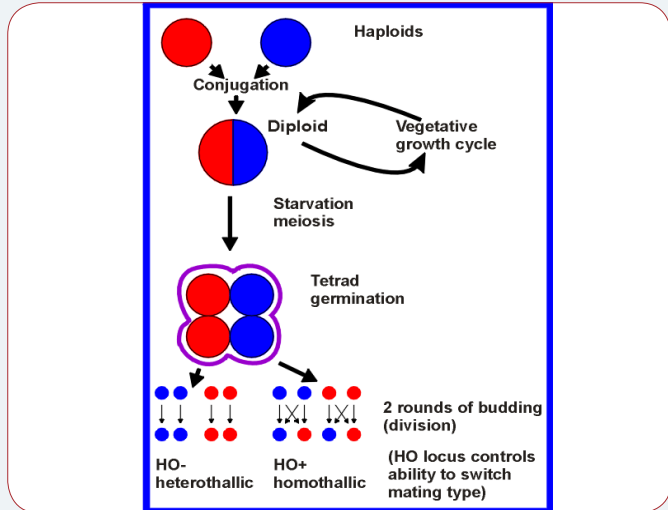 Haploids
Conjugation
Diploid
Vegetative
growth cycle
Starvation
meiosis
Tetrad
germination
2 rounds of budding
(division)
HO-
heterothallic
HO+
homothallic
(HO locus controls
ability to switch
mating type)